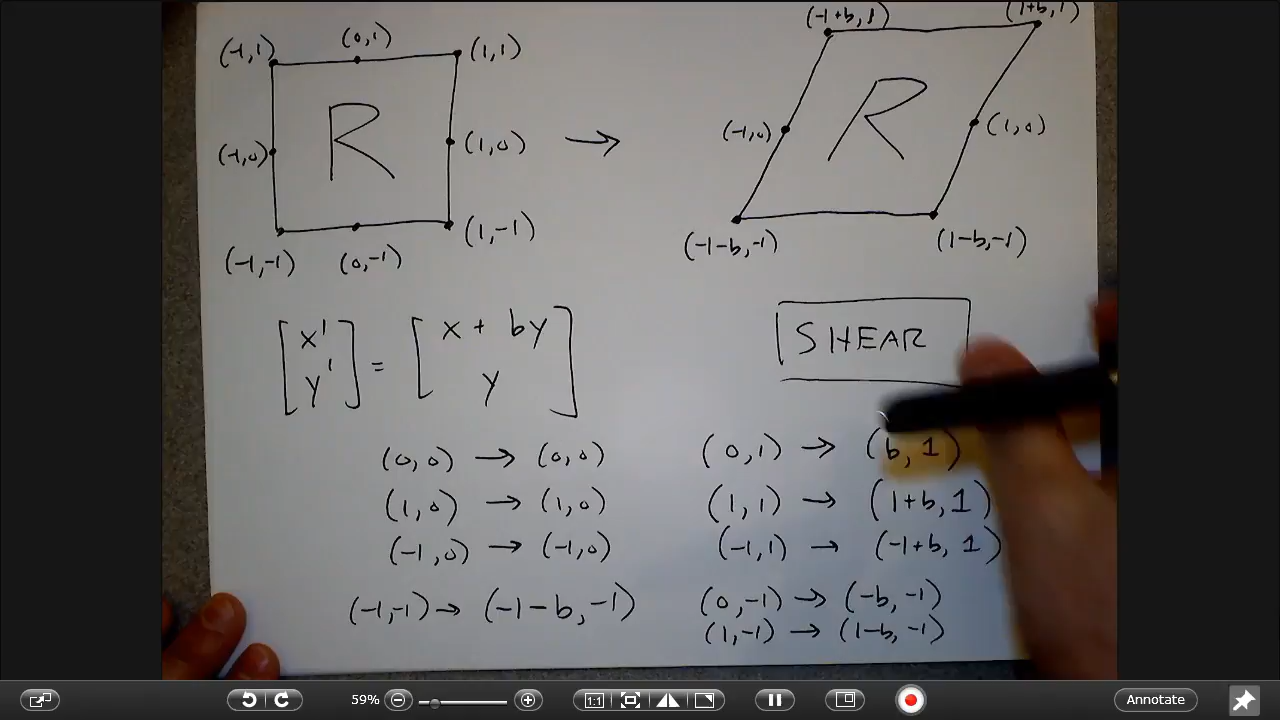 (-1+b, 1) (1+b, 1)
(-1,1) (0,1) (1,1)
R R
(-1,0) (1,0) → (-1,0) (1,0)
(-1,-1) (0,-1) (1,-1) (-1-b,-1) (1-b,-1)
[x' y'] = [x + by y]
SHEAR
(0,0) → (0,0) (0,1) → (b, 1)
(1,0) → (1,0) (1,1) → (1+b, 1)
(-1,0) → (-1,0) (-1,1) → (-1+b, 1)
(-1,-1) → (-1-b,-1) (0,-1) → (-b,-1)
(1,-1) → (1-b,-1)
59% 1:1 Annotate